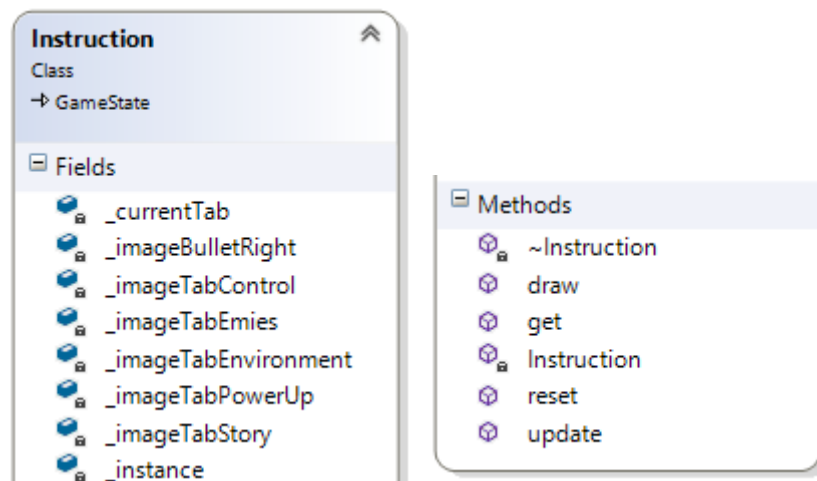 Instruction
Class
GameState
Fields
_currentTab
_imageBulletRight
_imageTabControl
_imageTabEmies
_imageTabEnvironment
_imageTabPowerUp
_imageTabStory
_instance
Methods
~Instruction
draw
get
Instruction
reset
update